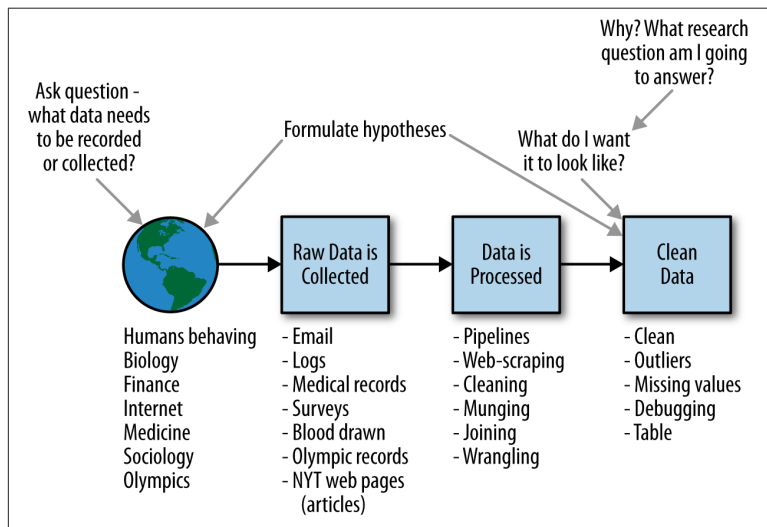 Why? What research
question am I going
to answer?
Ask question -
what data needs
to be recorded
or collected?
Formulate hypotheses
What do I want
it to look like?
Raw Data is
Collected
Data is
Processed
Clean
Data
Humans behaving
Biology
Finance
Internet
Medicine
Sociology
Olympics
- Email
- Logs
- Medical records
- Surveys
- Blood drawn
- Olympic records
- NYT web pages
(articles)
- Pipelines
- Web-scraping
- Cleaning
- Munging
- Joining
- Wrangling
- Clean
- Outliers
- Missing values
- Debugging
- Table